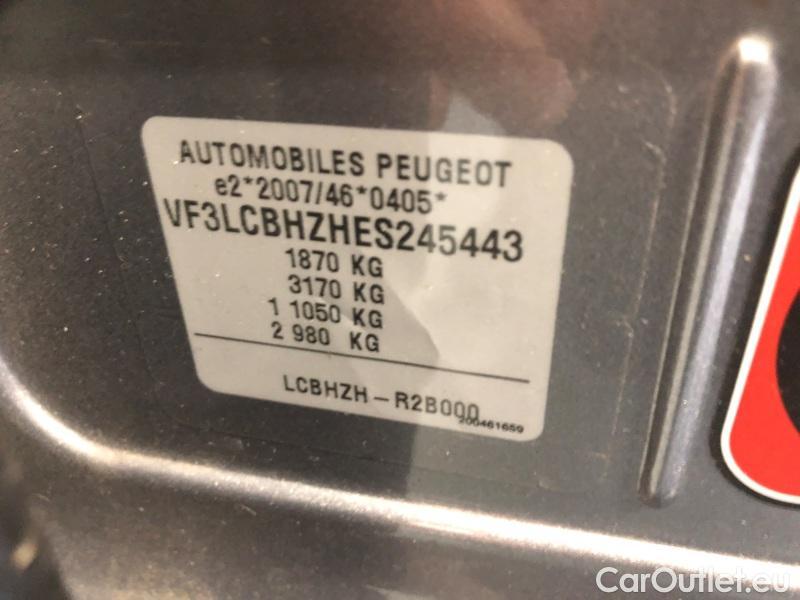 AUTOMOBILES PEUGEOT
e2*2007/46*0405*
VF3LCBHZHES245443
1870 KG
3170 KG
1 1050 KG
2 980 KG
LCBHZH – R2B000
200461659
CarOutlet.eu